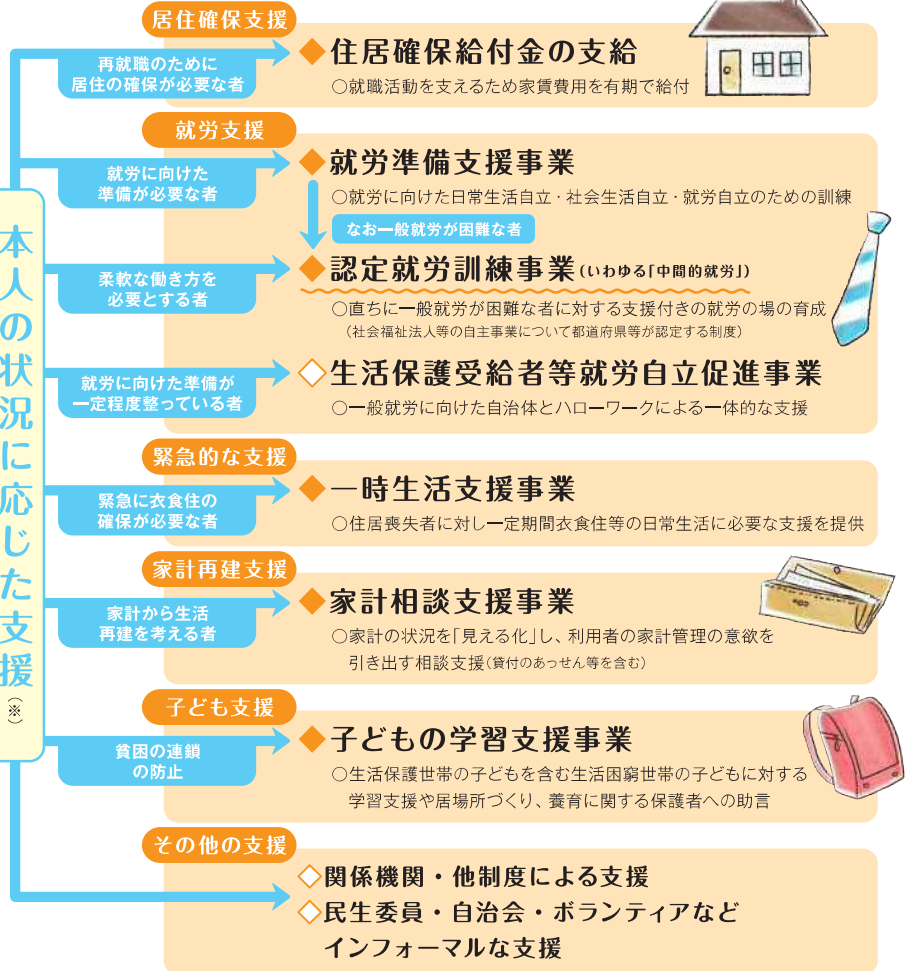 本人の状況に応じた支援
(※)
居住確保支援
再就職のために
居住の確保が必要な者
◆住居確保給付金の支給
○就職活動を支えるため家賃費用を有期で給付
就労支援
就労に向けた
準備が必要な者
◆就労準備支援事業
○就労に向けた日常生活自立・社会生活自立・就労自立のための訓練
なお一般就労が困難な者
柔軟な働き方を
必要とする者
◆認定就労訓練事業(いわゆる「中間的就労」)
○直ちに一般就労が困難な者に対する支援付きの就労の場の育成
(社会福祉法人等の自主事業について都道府県等が認定する制度)
就労に向けた準備が
一定程度整っている者
◇生活保護受給者等就労自立促進事業
○一般就労に向けた自治体とハローワークによる一体的な支援
緊急的な支援
緊急に衣食住の
確保が必要な者
◆一時生活支援事業
○住居喪失者に対し一定期間衣食住等の日常生活に必要な支援を提供
家計再建支援
家計から生活
再建を考える者
◆家計相談支援事業
○家計の状況を「見える化」し、利用者の家計管理の意欲を
引き出す相談支援(貸付のあっせん等を含む)
子ども支援
貧困の連鎖
の防止
◆子どもの学習支援事業
○生活保護世帯の子どもを含む生活困窮世帯の子どもに対する
学習支援や居場所づくり、養育に関する保護者への助言
その他の支援
◇関係機関・他制度による支援
◇民生委員・自治会・ボランティアなど
インフォーマルな支援